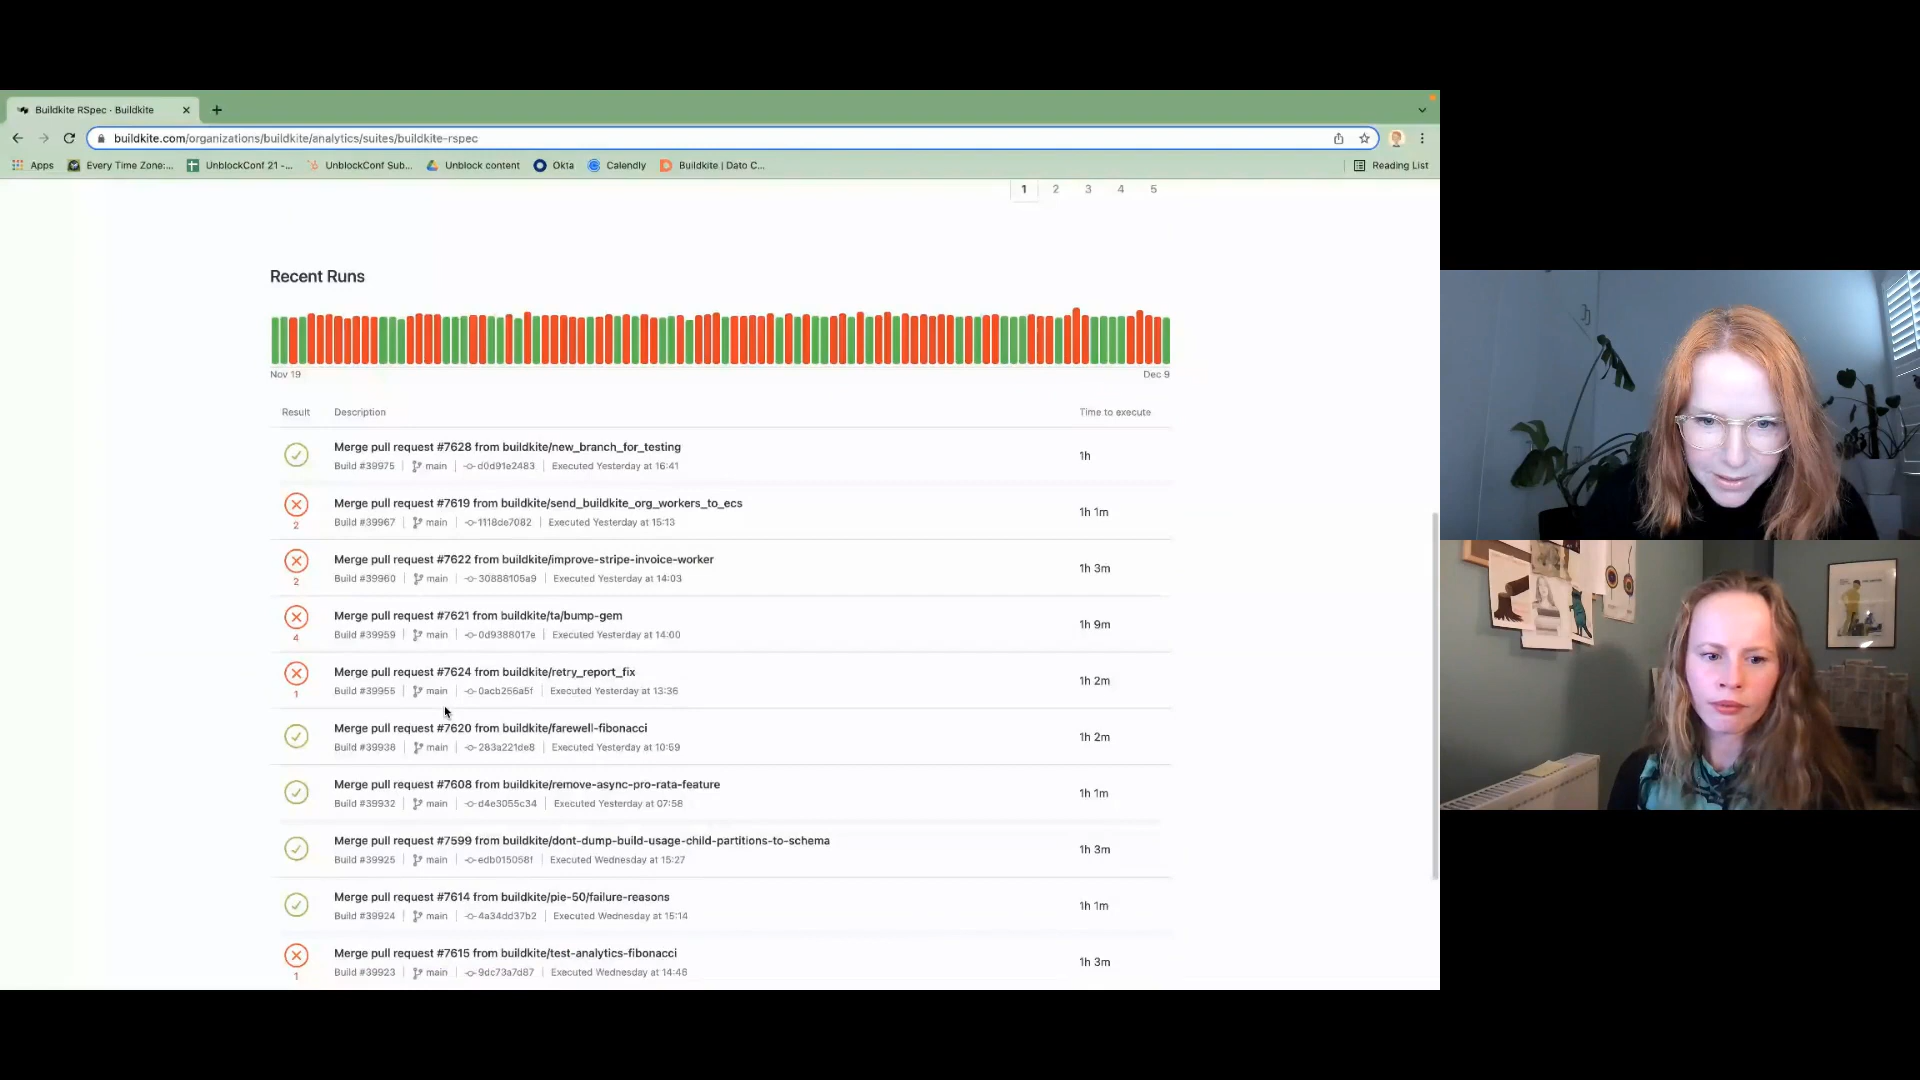 Buildkite RSpec · Buildkite
buildkite.com/organizations/buildkite/analytics/suites/buildkite-rspec
Apps Every Time Zone:... UnblockConf 21 -... UnblockConf Sub... Unblock content Okta Calendly Buildkite | Dato C... Reading List
1 2 3 4 5
Recent Runs
Nov 19 Dec 9
Result Description Time to execute
Merge pull request #7628 from buildkite/new_branch_for_testing
Build #39975 main d0d91e2483 Executed Yesterday at 16:41
1h
Merge pull request #7619 from buildkite/send_buildkite_org_workers_to_ecs
2 Build #39967 main 1118de7082 Executed Yesterday at 15:13
1h 1m
Merge pull request #7622 from buildkite/improve-stripe-invoice-worker
2 Build #39960 main 30888105a9 Executed Yesterday at 14:03
1h 3m
Merge pull request #7621 from buildkite/ta/bump-gem
4 Build #39959 main 0d9388017e Executed Yesterday at 14:00
1h 9m
Merge pull request #7624 from buildkite/retry_report_fix
1 Build #39955 main 0acb256a5f Executed Yesterday at 13:36
1h 2m
Merge pull request #7620 from buildkite/farewell-fibonacci
Build #39938 main 283a221de8 Executed Yesterday at 10:59
1h 2m
Merge pull request #7608 from buildkite/remove-async-pro-rata-feature
Build #39932 main d4e3055c34 Executed Yesterday at 07:58
1h 1m
Merge pull request #7599 from buildkite/dont-dump-build-usage-child-partitions-to-schema
Build #39925 main edb015058f Executed Wednesday at 15:27
1h 3m
Merge pull request #7614 from buildkite/pie-50/failure-reasons
Build #39924 main 4a34dd37b2 Executed Wednesday at 15:14
1h 1m
Merge pull request #7615 from buildkite/test-analytics-fibonacci
1 Build #39923 main 9dc73a7d87 Executed Wednesday at 14:46
1h 3m